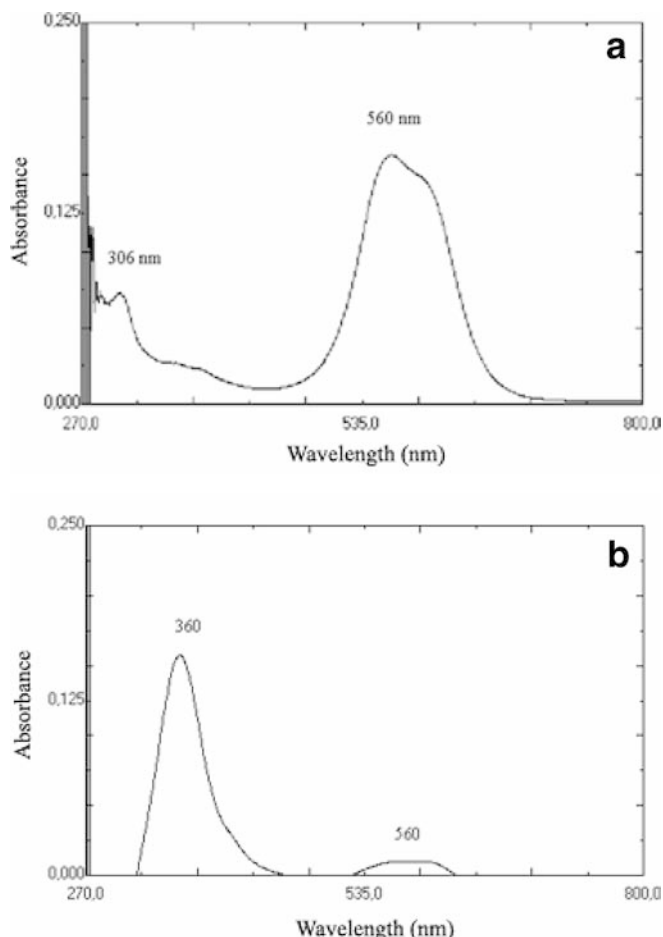 a
0,250
560 nm
Absorbance
0,125
306 nm
0,000
270,0 535,0 800,0
Wavelength (nm)
b
0,250
360
Absorbance
0,125
560
0,000
270,0 535,0 800,0
Wavelength (nm)